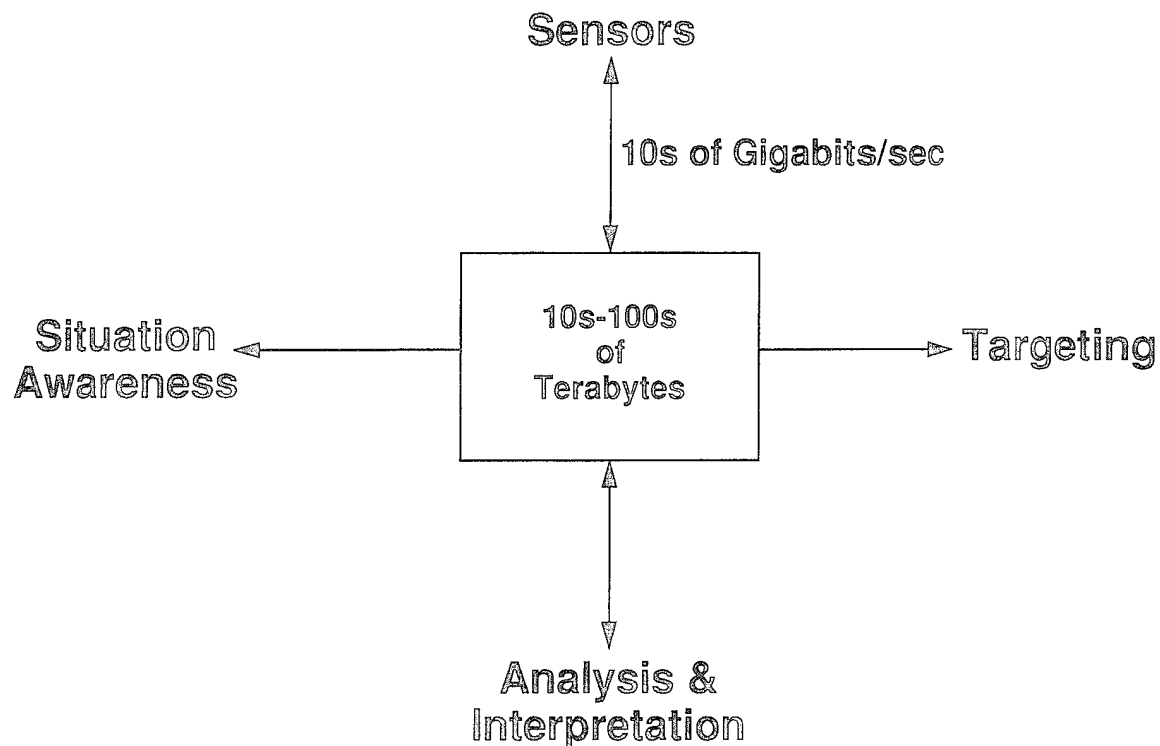 Sensors
10s of Gigabits/sec
10s-100s
of
Terabytes
Situation
Awareness
Targeting
Analysis &
Interpretation